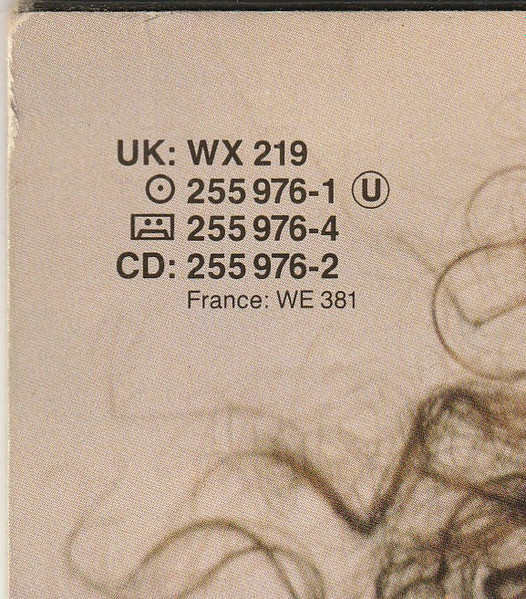 UK: WX 219
255 976-1 Ⓤ
255 976-4
CD: 255 976-2
France: WE 381